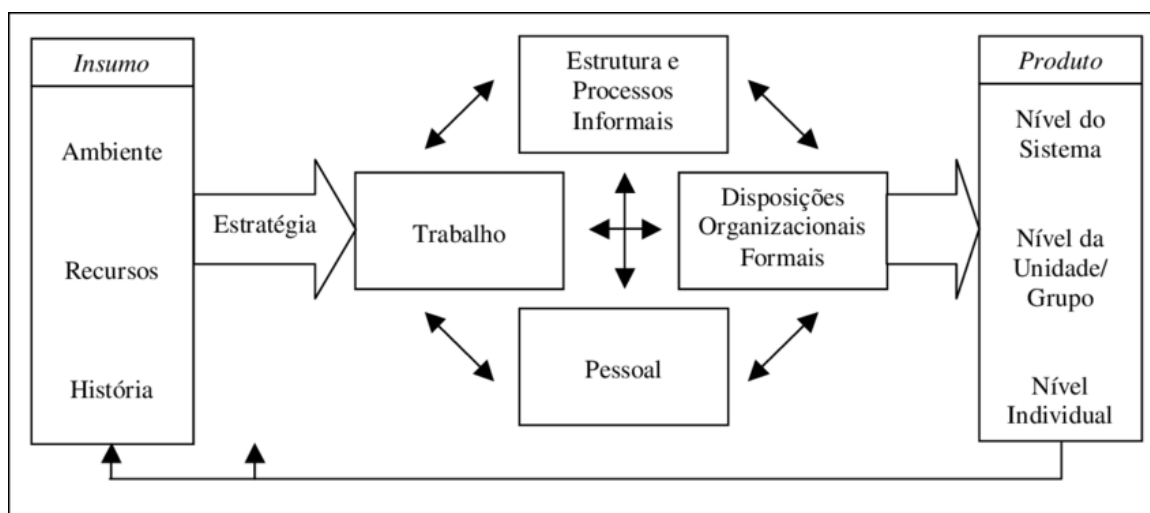 Insumo
Ambiente
Recursos
História
Estratégia
Trabalho
Estrutura e
Processos
Informais
Disposições
Organizacionais
Formais
Pessoal
Produto
Nível do
Sistema
Nível da
Unidade/
Grupo
Nível
Individual